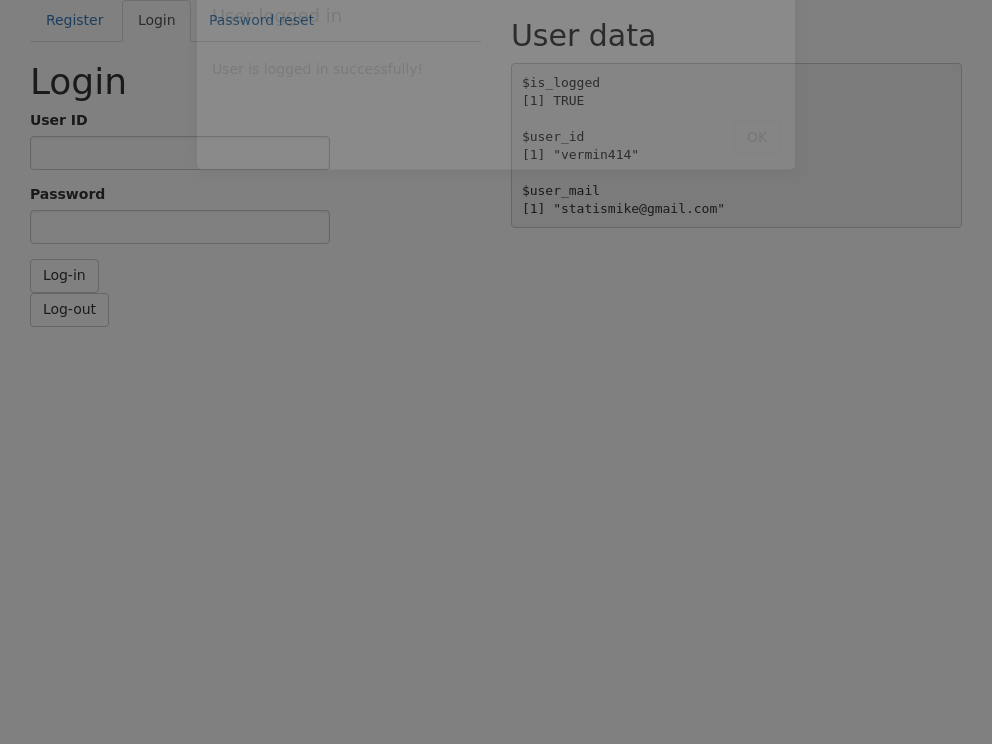 Register
Login
Password reset
User logged in
User is logged in successfully!
OK
Login
User ID
Password
Log-in
Log-out
User data
$is_logged
[1] TRUE
$user_id
[1] "vermin414"
$user_mail
[1] "statismike@gmail.com"